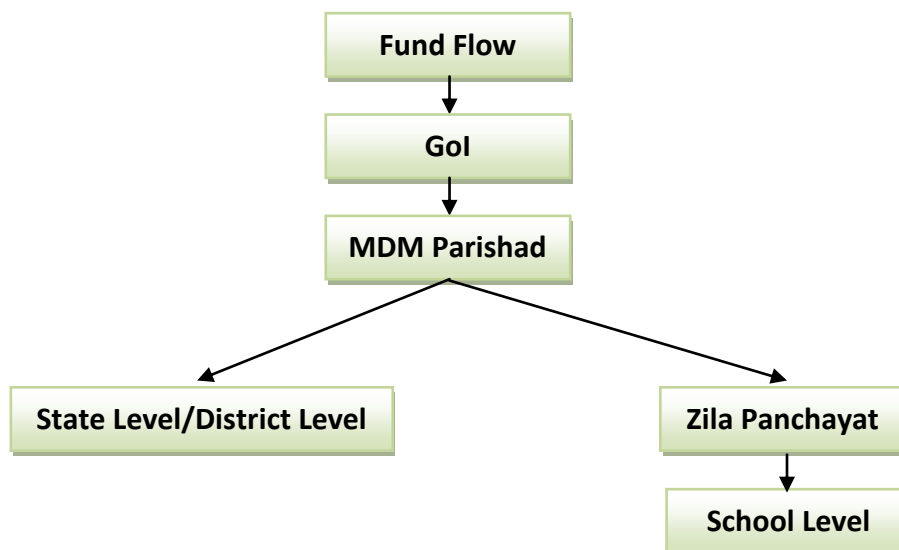 Fund Flow
GoI
MDM Parishad
State Level/District Level
Zila Panchayat
School Level